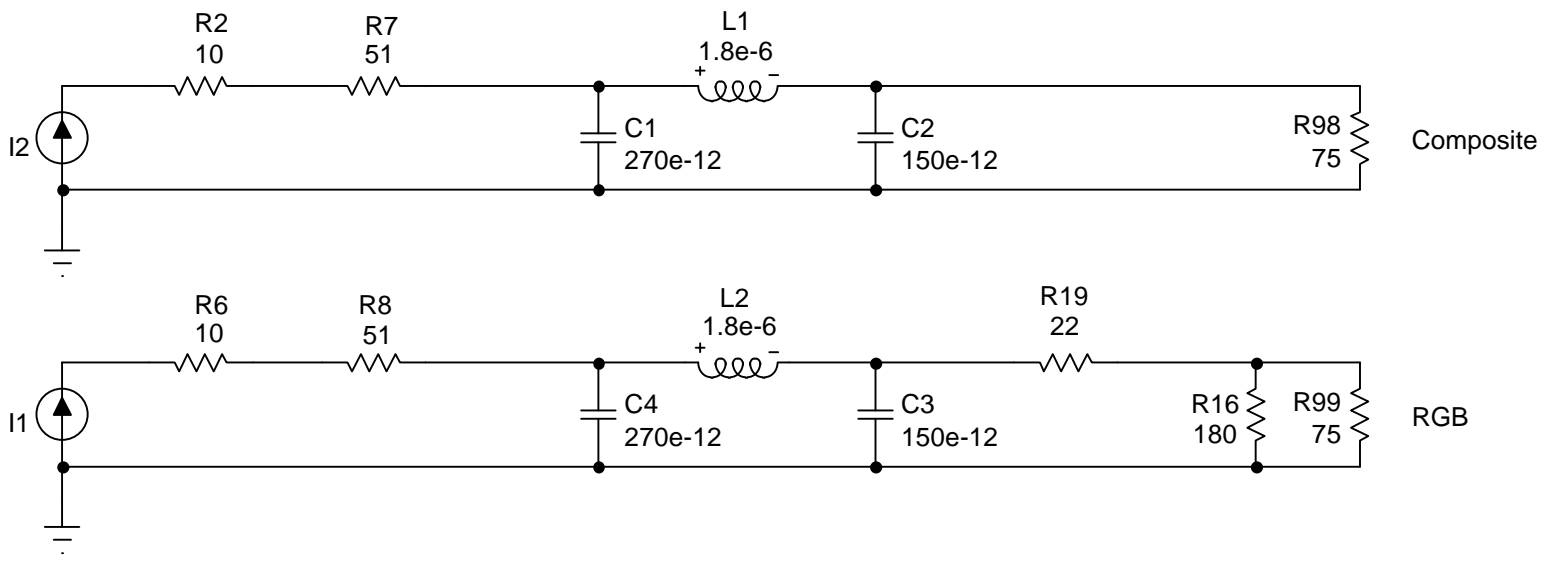 R2
10
R7
51
L1
1.8e-6
+ −
I2
C1
270e-12
C2
150e-12
R98
75
Composite
R6
10
R8
51
L2
1.8e-6
+ −
R19
22
I1
C4
270e-12
C3
150e-12
R16
180
R99
75
RGB